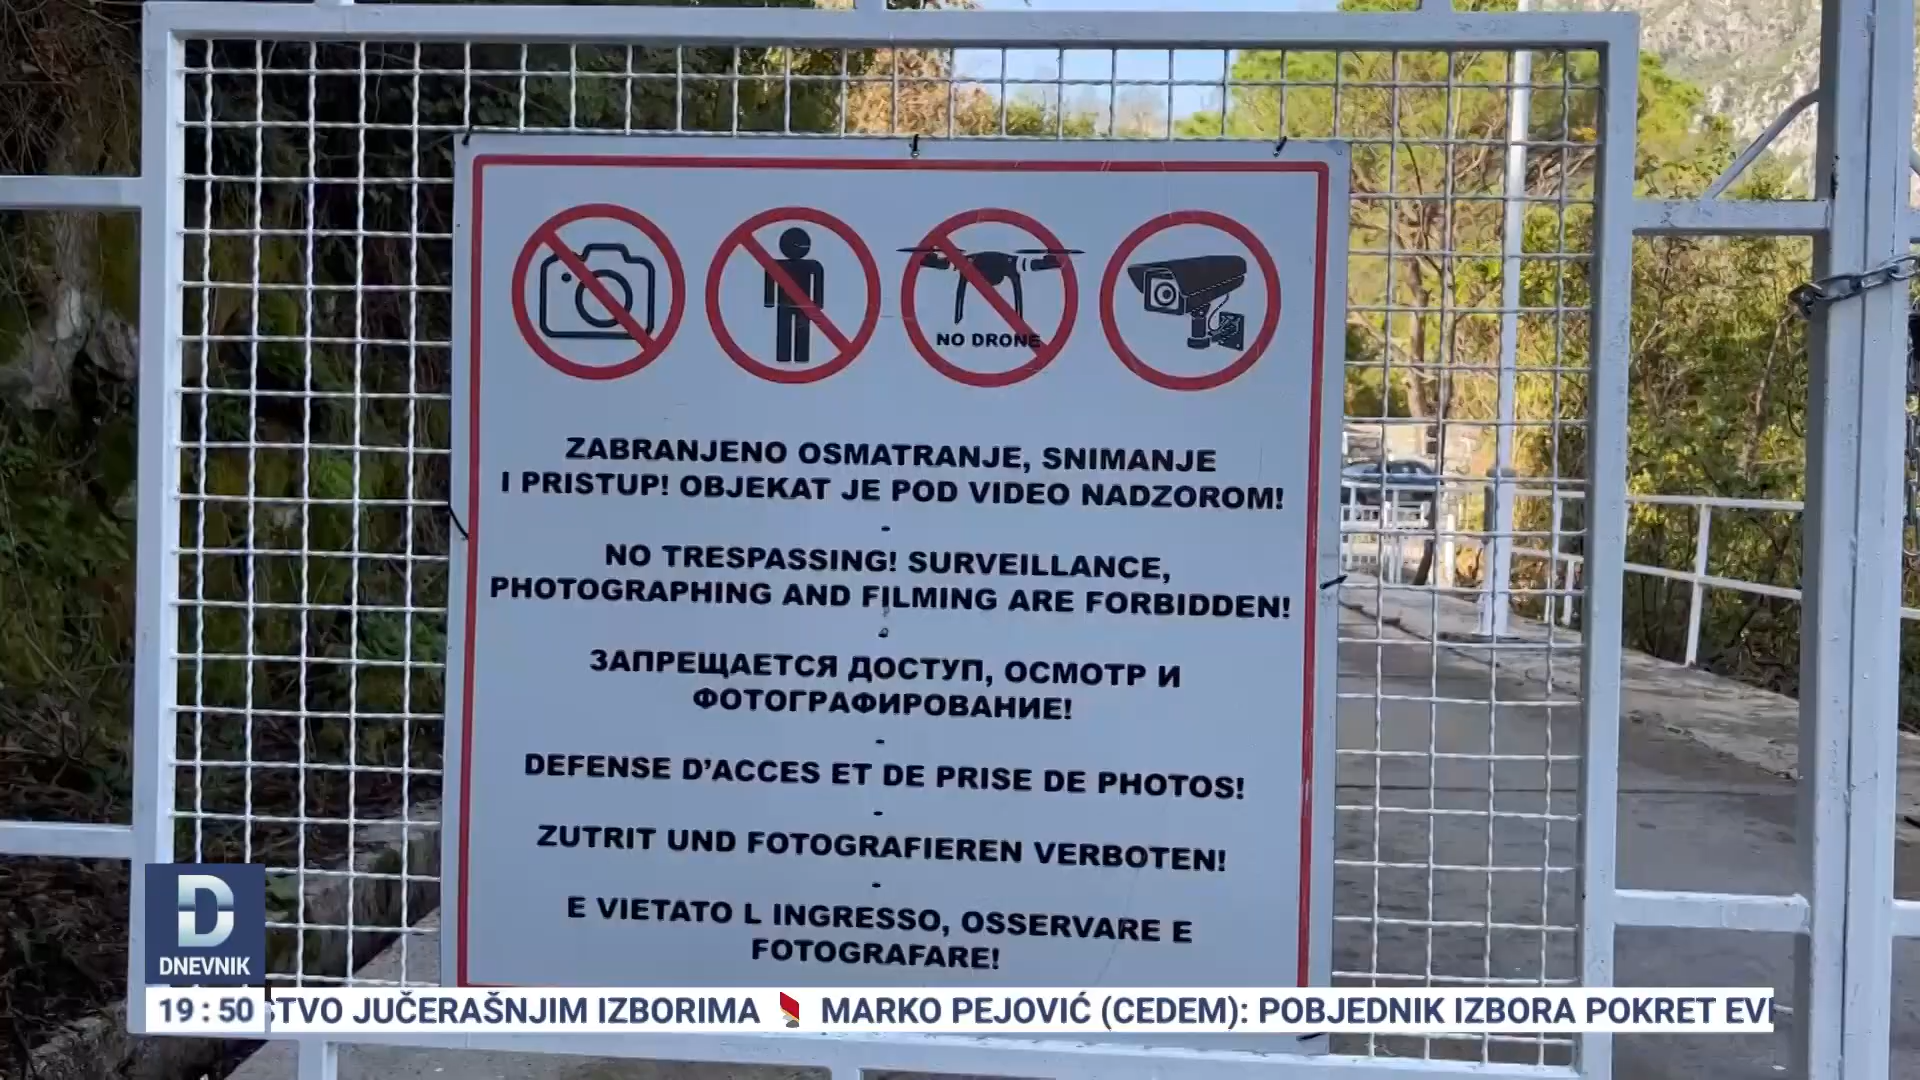 NO DRONE
ZABRANJENO OSMATRANJE, SNIMANJE
I PRISTUP! OBJEKAT JE POD VIDEO NADZOROM!
-
NO TRESPASSING! SURVEILLANCE,
PHOTOGRAPHING AND FILMING ARE FORBIDDEN!
-
ЗАПРЕЩАЕТСЯ ДОСТУП, ОСМОТР И
ФОТОГРАФИРОВАНИЕ!
-
DEFENSE D'ACCES ET DE PRISE DE PHOTOS!
-
ZUTRIT UND FOTOGRAFIEREN VERBOTEN!
-
E VIETATO L INGRESSO, OSSERVARE E
FOTOGRAFARE!
D
DNEVNIK
19:50 STVO JUČERAŠNJIM IZBORIMA MARKO PEJOVIĆ (CEDEM): POBJEDNIK IZBORA POKRET